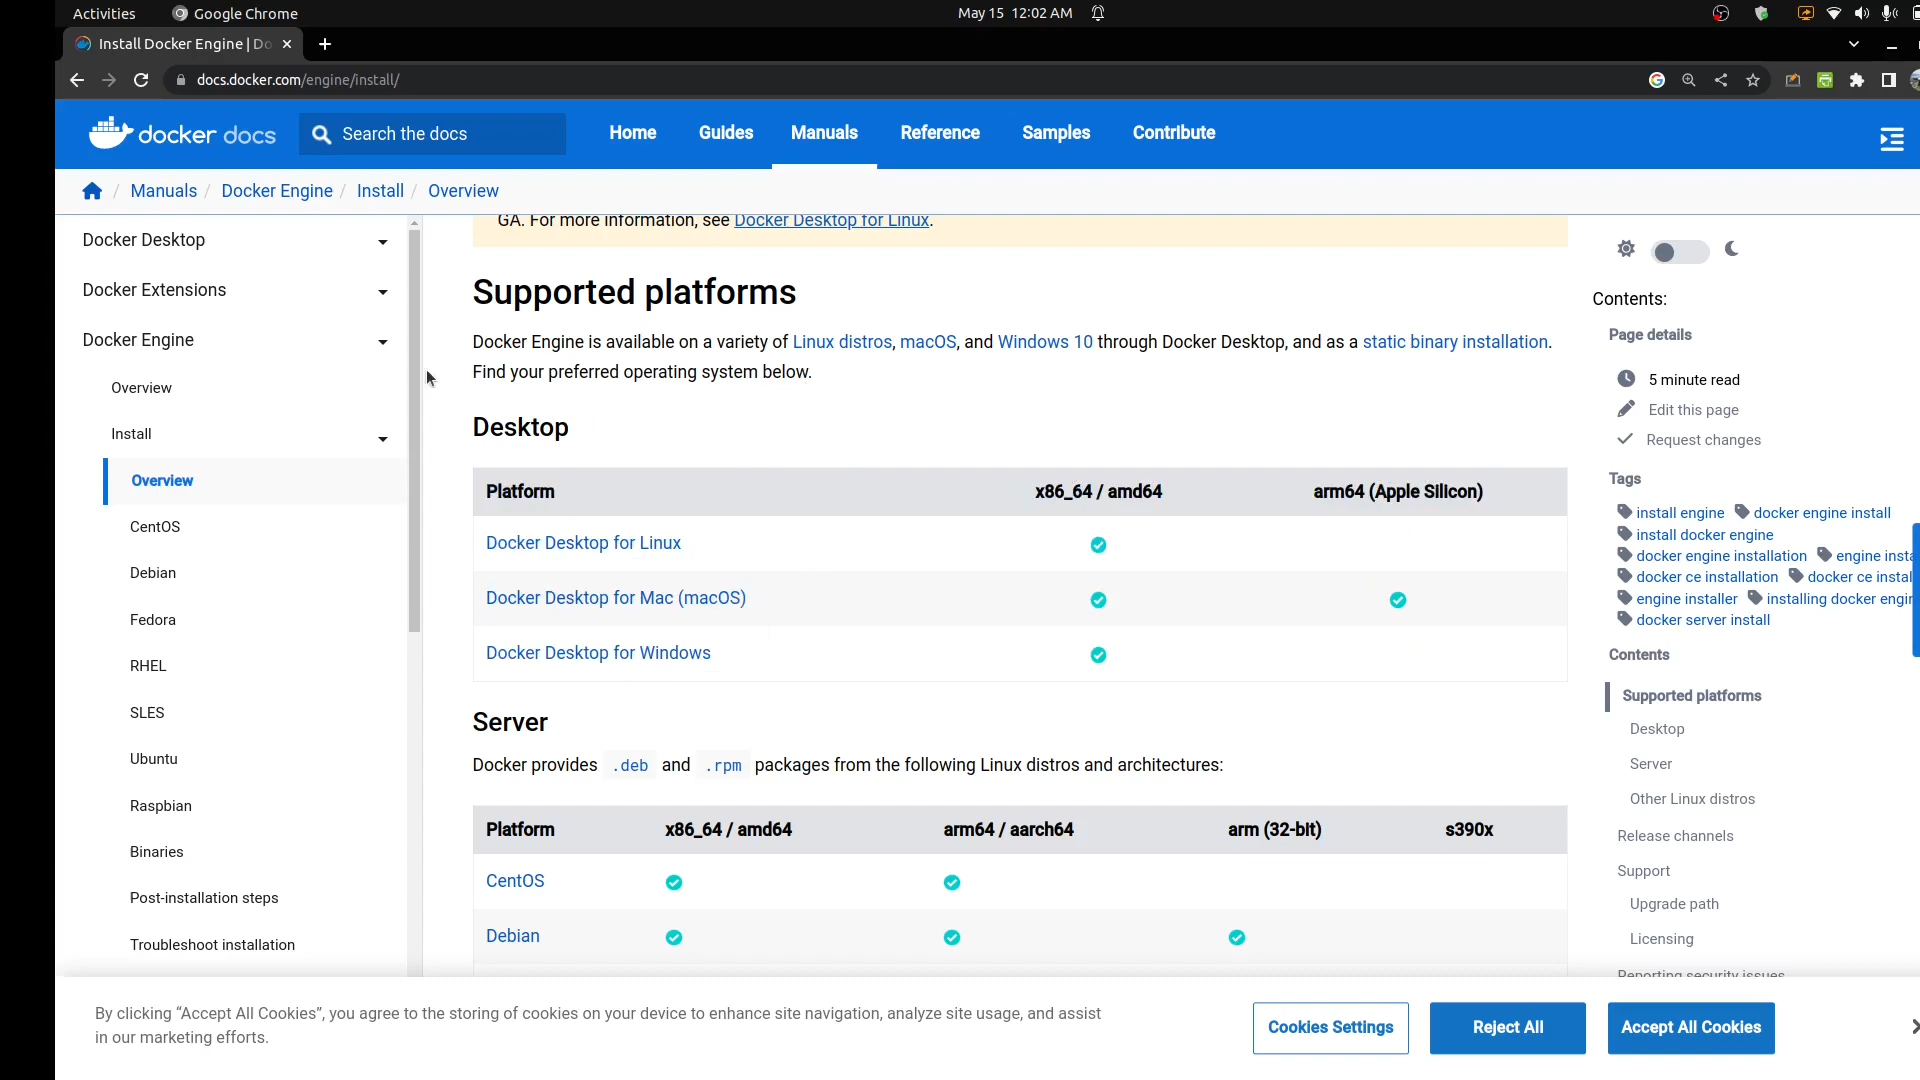 Activities
Google Chrome
May 15 12:02 AM
Install Docker Engine | Do
docs.docker.com/engine/install/
docker docs
Search the docs
Home
Guides
Manuals
Reference
Samples
Contribute
/ Manuals / Docker Engine / Install / Overview
Docker Desktop
Docker Extensions
Docker Engine
Overview
Install
Overview
CentOS
Debian
Fedora
RHEL
SLES
Ubuntu
Raspbian
Binaries
Post-installation steps
Troubleshoot installation
GA. For more information, see Docker Desktop for Linux.
Supported platforms
Docker Engine is available on a variety of Linux distros, macOS, and Windows 10 through Docker Desktop, and as a static binary installation.
Find your preferred operating system below.
Desktop
Platform x86_64 / amd64 arm64 (Apple Silicon)
Docker Desktop for Linux
Docker Desktop for Mac (macOS)
Docker Desktop for Windows
Server
Docker provides .deb and .rpm packages from the following Linux distros and architectures:
Platform x86_64 / amd64 arm64 / aarch64 arm (32-bit) s390x
CentOS
Debian
Contents:
Page details
5 minute read
Edit this page
Request changes
Tags
install engine docker engine install
install docker engine
docker engine installation engine insta
docker ce installation docker ce instal
engine installer installing docker engin
docker server install
Contents
Supported platforms
Desktop
Server
Other Linux distros
Release channels
Support
Upgrade path
Licensing
Reporting security issues
By clicking “Accept All Cookies”, you agree to the storing of cookies on your device to enhance site navigation, analyze site usage, and assist
in our marketing efforts.
Cookies Settings
Reject All
Accept All Cookies